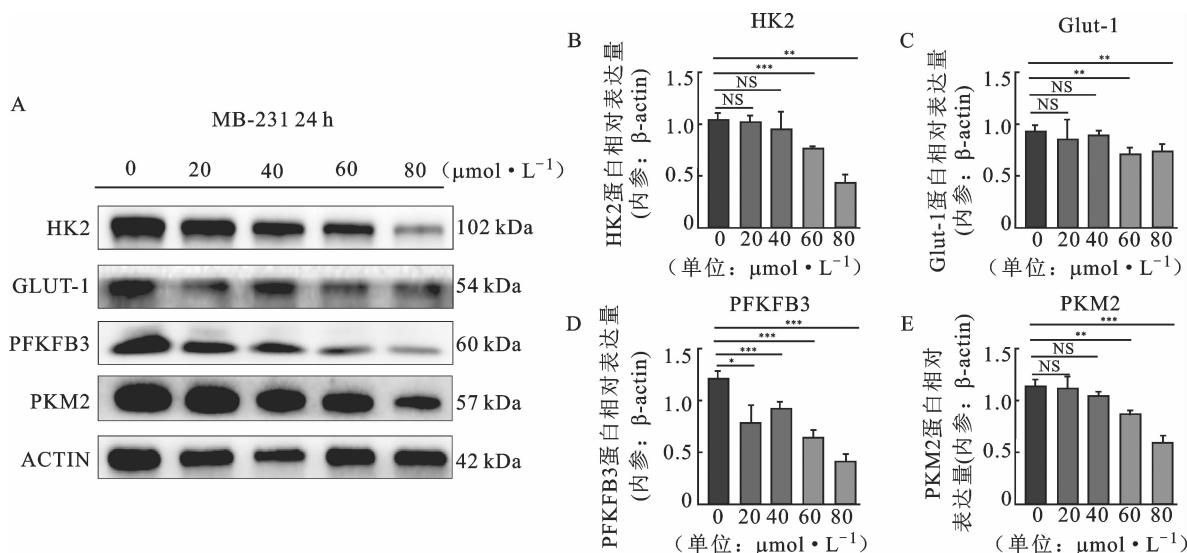 A
MB-231 24 h
0 20 40 60 80 (μmol·L⁻¹)
HK2 102 kDa
GLUT-1 54 kDa
PFKFB3 60 kDa
PKM2 57 kDa
ACTIN 42 kDa
B
HK2
HK2蛋白相对表达量
(内参：β-actin)
**
***
NS
NS
1.5
1.0
0.5
0
0 20 40 60 80
(单位：μmol·L⁻¹)
C
Glut-1
Glut-1蛋白相对表达量
(内参：β-actin)
**
**
NS
NS
1.5
1.0
0.5
0
0 20 40 60 80
(单位：μmol·L⁻¹)
D
PFKFB3
PFKFB3蛋白相对表达量
(内参：β-actin)
***
***
***
*
1.5
1.0
0.5
0
0 20 40 60 80
(单位：μmol·L⁻¹)
E
PKM2
PKM2蛋白相对
表达量(内参：β-actin)
***
**
NS
NS
1.5
1.0
0.5
0
0 20 40 60 80
(单位：μmol·L⁻¹)